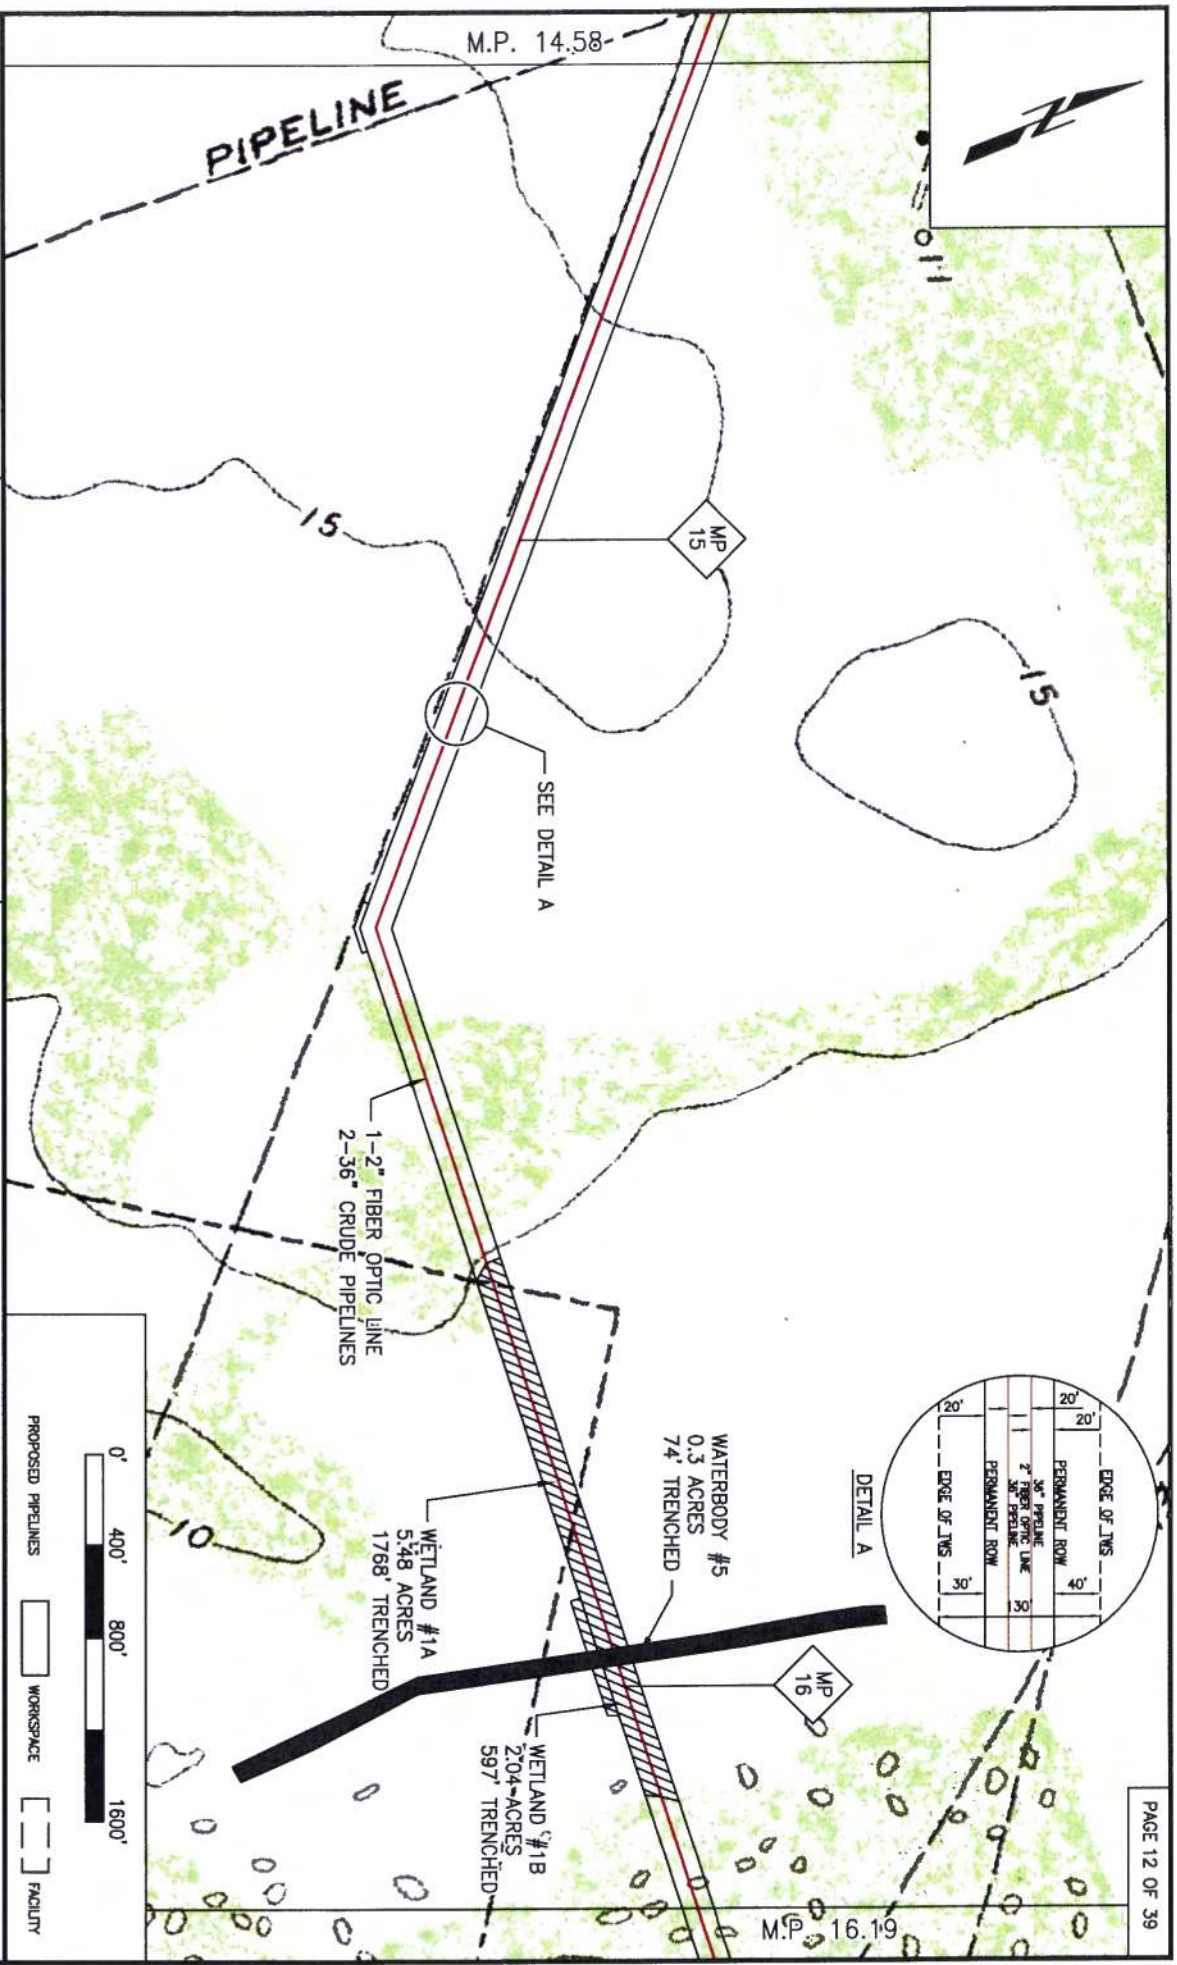 PAGE 12 OF 39
M.P. 14.58
PIPELINE
110
N
15
15
MP
15
SEE DETAIL A
1-2" FIBER OPTIC LINE
2-36" CRUDE PIPELINES
20'
20'
20'
EDGE OF TWS
PERMANENT ROW
36" PIPELINE
2" FIBER OPTIC LINE
36" PIPELINE
PERMANENT ROW
EDGE OF TWS
40'
30'
130'
DETAIL A
WATERBODY #5
0.3 ACRES
74' TRENCHED
WETLAND #1A
5.48 ACRES
1768' TRENCHED
MP
16
WETLAND #1B
2.04 ACRES
597' TRENCHED
10
M.P. 16.19
0'
400'
800'
1600'
PROPOSED PIPELINES
WORKSPACE
FACILITY